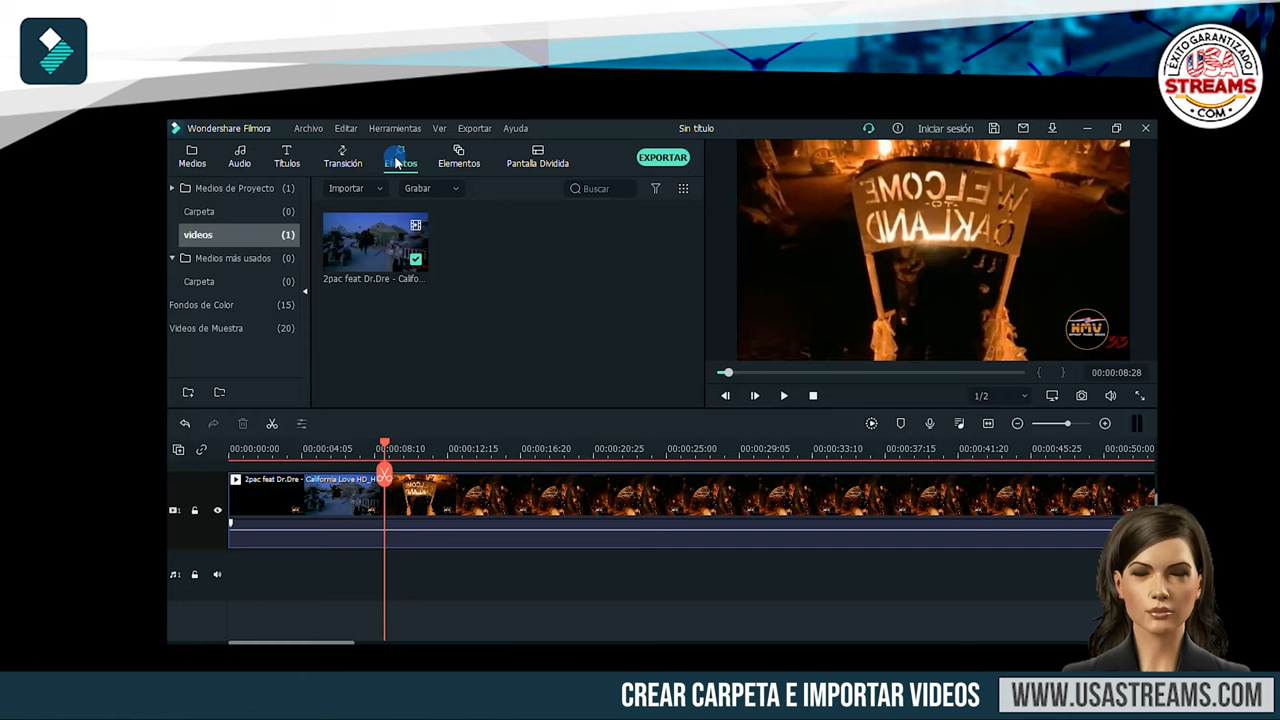 ÉXITO GARANTIZADO
USA
STREAMS
.COM
Wondershare Filmora
Archivo Editar Herramientas Ver Exportar Ayuda
Sin título
Iniciar sesión
Medios Audio Títulos Transición Elementos Pantalla Dividida
EXPORTAR
Medios de Proyecto (1)
Importar Grabar Buscar
Carpeta (0)
videos (1)
Medios más usados (0)
Carpeta (0)
Fondos de Color (15)
Videos de Muestra (20)
2pac feat Dr.Dre - Califo...
WELCOME
TO
OAKLAND
HMV
00:00:08:28
1/2
00:00:00:00 00:00:04:05 00:00:08:10 00:00:12:15 00:00:16:20 00:00:20:25 00:00:25:00 00:00:29:05 00:00:33:10 00:00:37:15 00:00:41:20 00:00:45:25 00:00:50:00
2pac feat Dr.Dre - California Love HD_H
1
1
CREAR CARPETA E IMPORTAR VIDEOS
WWW.USASTREAMS.COM